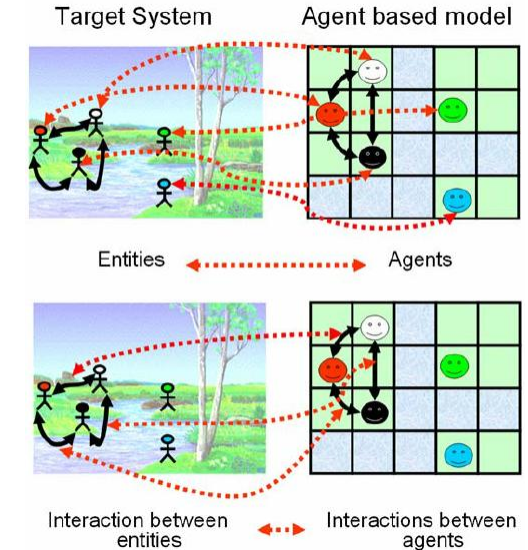 Target System
Agent based model
Entities
Agents
Interaction between
entities
Interactions between
agents